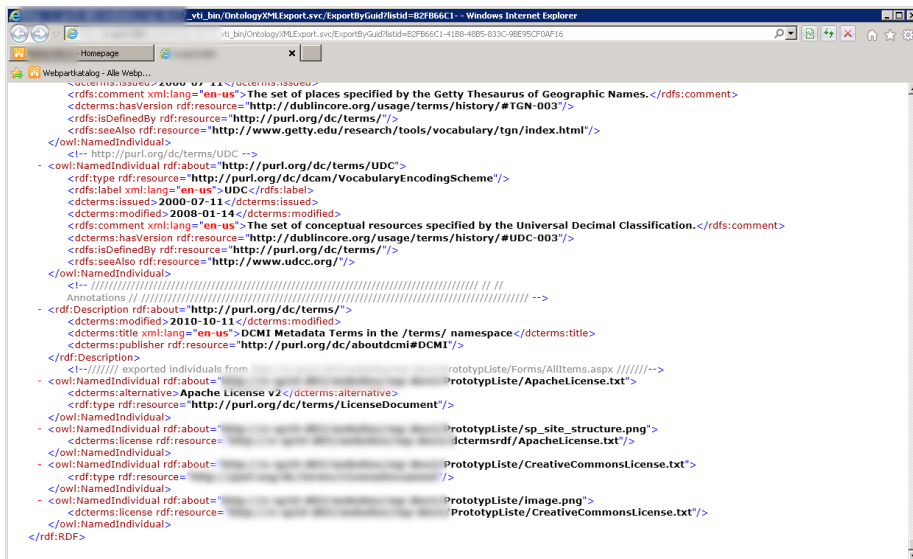 _vti_bin/OntologyXMLExport.svc/ExportByGuid?listid=B2FB66C1-- - Windows Internet Explorer
_vti_bin/OntologyXMLExport.svc/ExportByGuid?listid=B2FB66C1-41B8-48B5-833C-9BE95CF0AF16
- Homepage
Webpartkatalog - Alle Webp...
<dcterms:issued>2000-07-11</dcterms:issued>
<rdfs:comment xml:lang="en-us">The set of places specified by the Getty Thesaurus of Geographic Names.</rdfs:comment>
<dcterms:hasVersion rdf:resource="http://dublincore.org/usage/terms/history/#TGN-003"/>
<rdfs:isDefinedBy rdf:resource="http://purl.org/dc/terms/"/>
<rdfs:seeAlso rdf:resource="http://www.getty.edu/research/tools/vocabulary/tgn/index.html"/>
</owl:NamedIndividual>
<!-- http://purl.org/dc/terms/UDC -->
- <owl:NamedIndividual rdf:about="http://purl.org/dc/terms/UDC">
<rdf:type rdf:resource="http://purl.org/dc/dcam/VocabularyEncodingScheme"/>
<rdfs:label xml:lang="en-us">UDC</rdfs:label>
<dcterms:issued>2000-07-11</dcterms:issued>
<dcterms:modified>2008-01-14</dcterms:modified>
<rdfs:comment xml:lang="en-us">The set of conceptual resources specified by the Universal Decimal Classification.</rdfs:comment>
<dcterms:hasVersion rdf:resource="http://dublincore.org/usage/terms/history/#UDC-003"/>
<rdfs:isDefinedBy rdf:resource="http://purl.org/dc/terms/"/>
<rdfs:seeAlso rdf:resource="http://www.udcc.org/"/>
</owl:NamedIndividual>
<!-- /////////////////////////////////////////////////////////////////////////////////////// // //
Annotations // /////////////////////////////////////////////////////////////////////////////////////// -->
- <rdf:Description rdf:about="http://purl.org/dc/terms/">
<dcterms:modified>2010-10-11</dcterms:modified>
<dcterms:title xml:lang="en-us">DCMI Metadata Terms in the /terms/ namespace</dcterms:title>
<dcterms:publisher rdf:resource="http://purl.org/dc/aboutdcmi#DCMI"/>
</rdf:Description>
<!--/////// exported individuals from rototypListe/Forms/AllItems.aspx ///////-->
- <owl:NamedIndividual rdf:about="PrototypListe/ApacheLicense.txt">
<dcterms:alternative>Apache License v2</dcterms:alternative>
<rdf:type rdf:resource="http://purl.org/dc/terms/LicenseDocument"/>
</owl:NamedIndividual>
- <owl:NamedIndividual rdf:about="PrototypListe/sp_site_structure.png">
<dcterms:license rdf:resource="dctermsrdf/ApacheLicense.txt"/>
</owl:NamedIndividual>
- <owl:NamedIndividual rdf:about="PrototypListe/CreativeCommonsLicense.txt">
<rdf:type rdf:resource="/>
</owl:NamedIndividual>
- <owl:NamedIndividual rdf:about="PrototypListe/image.png">
<dcterms:license rdf:resource="/PrototypListe/CreativeCommonsLicense.txt"/>
</owl:NamedIndividual>
</rdf:RDF>